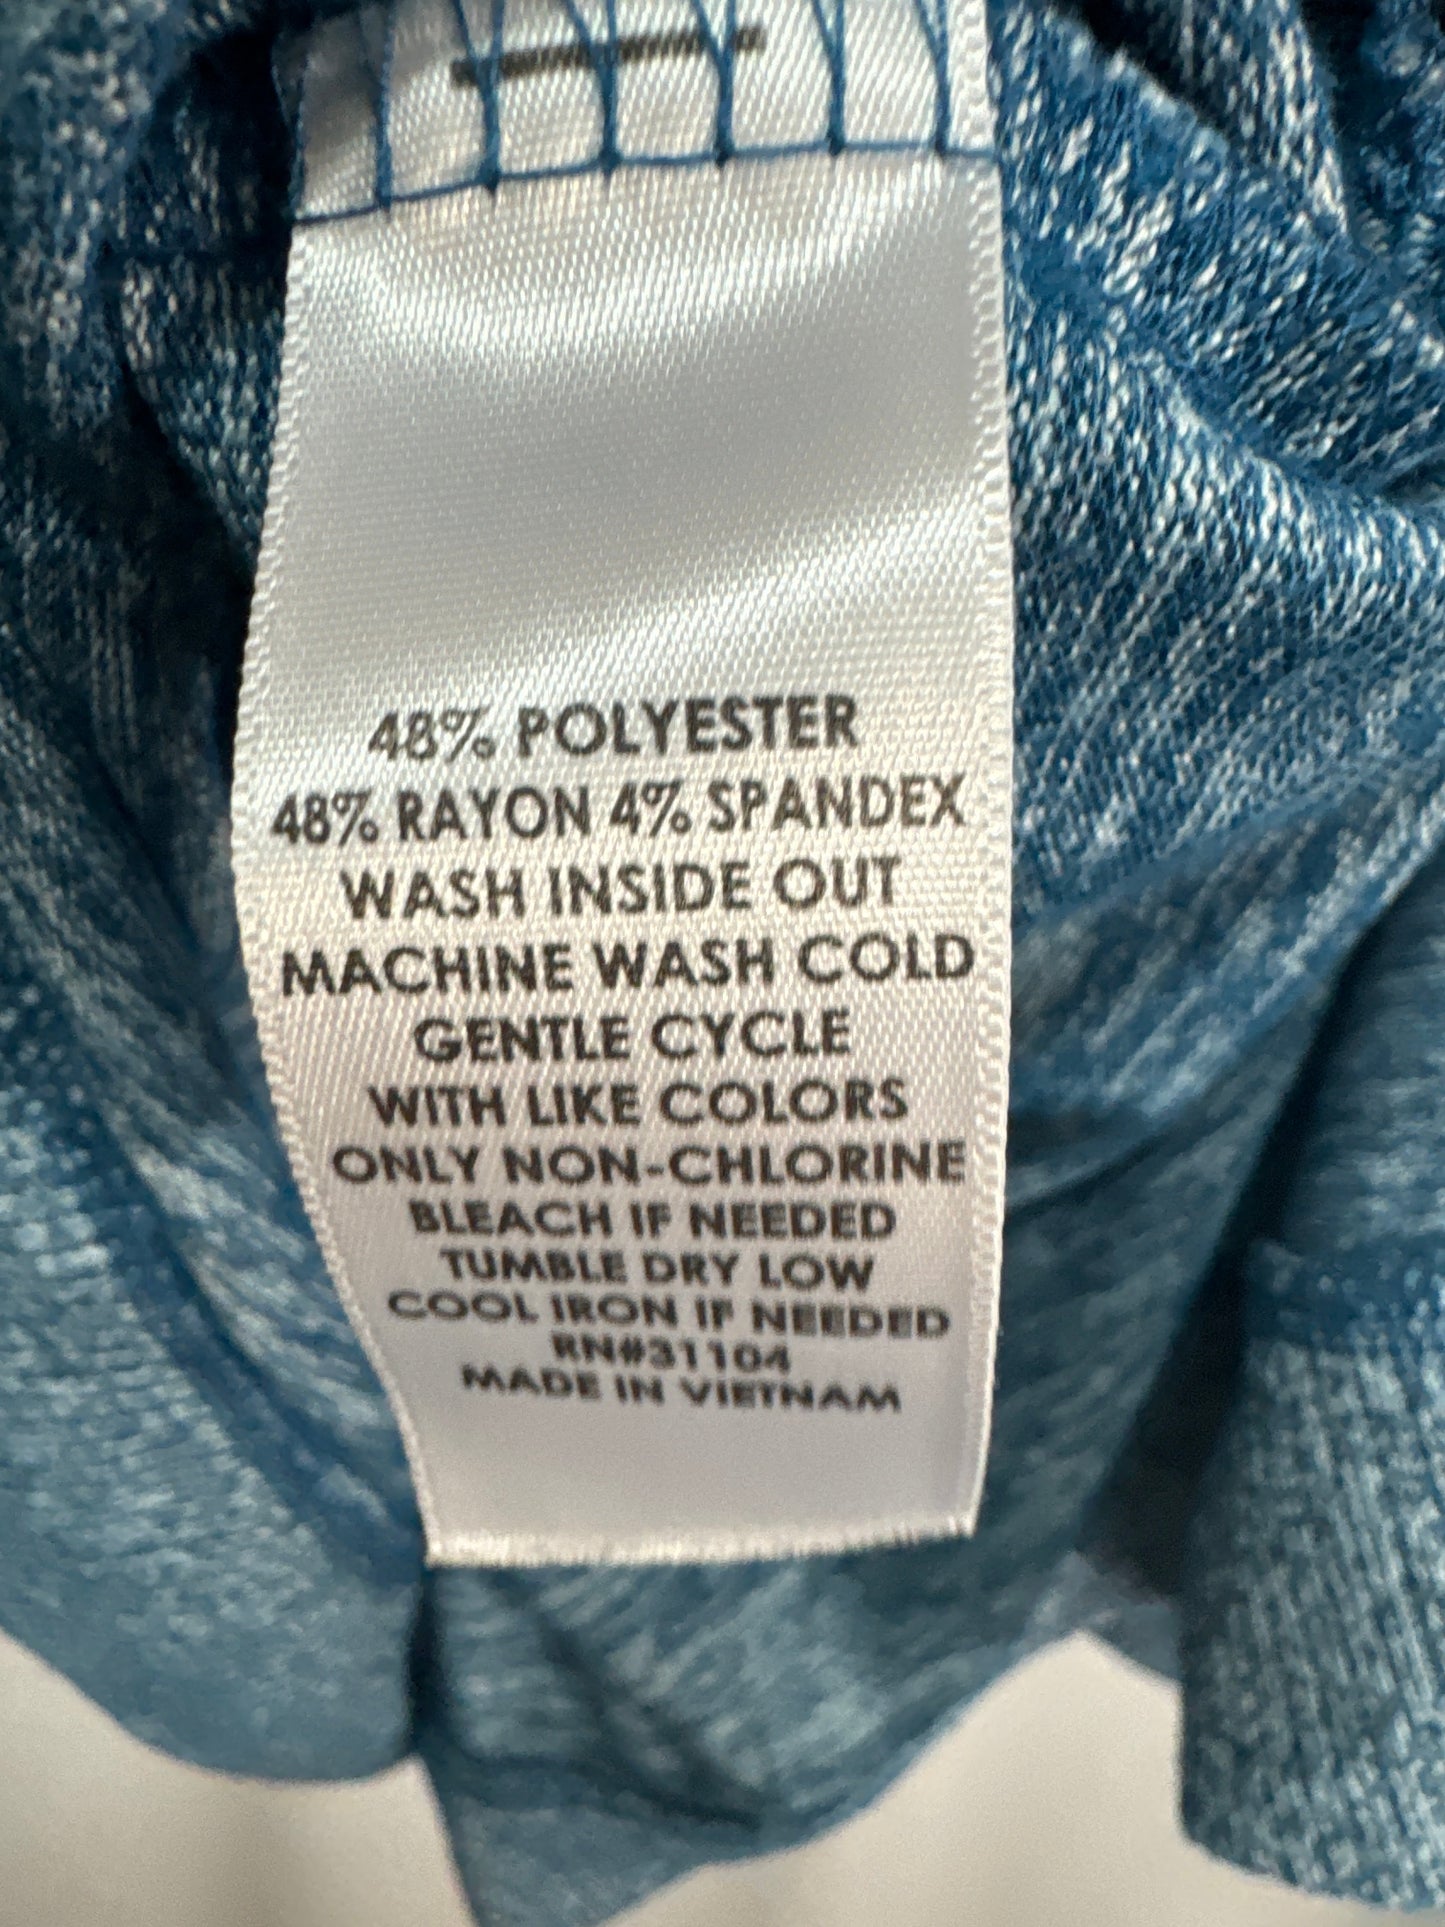 48% POLYESTER
48% RAYON 4% SPANDEX
WASH INSIDE OUT
MACHINE WASH COLD
GENTLE CYCLE
WITH LIKE COLORS
ONLY NON-CHLORINE
BLEACH IF NEEDED
TUMBLE DRY LOW
COOL IRON IF NEEDED
RN#31104
MADE IN VIETNAM